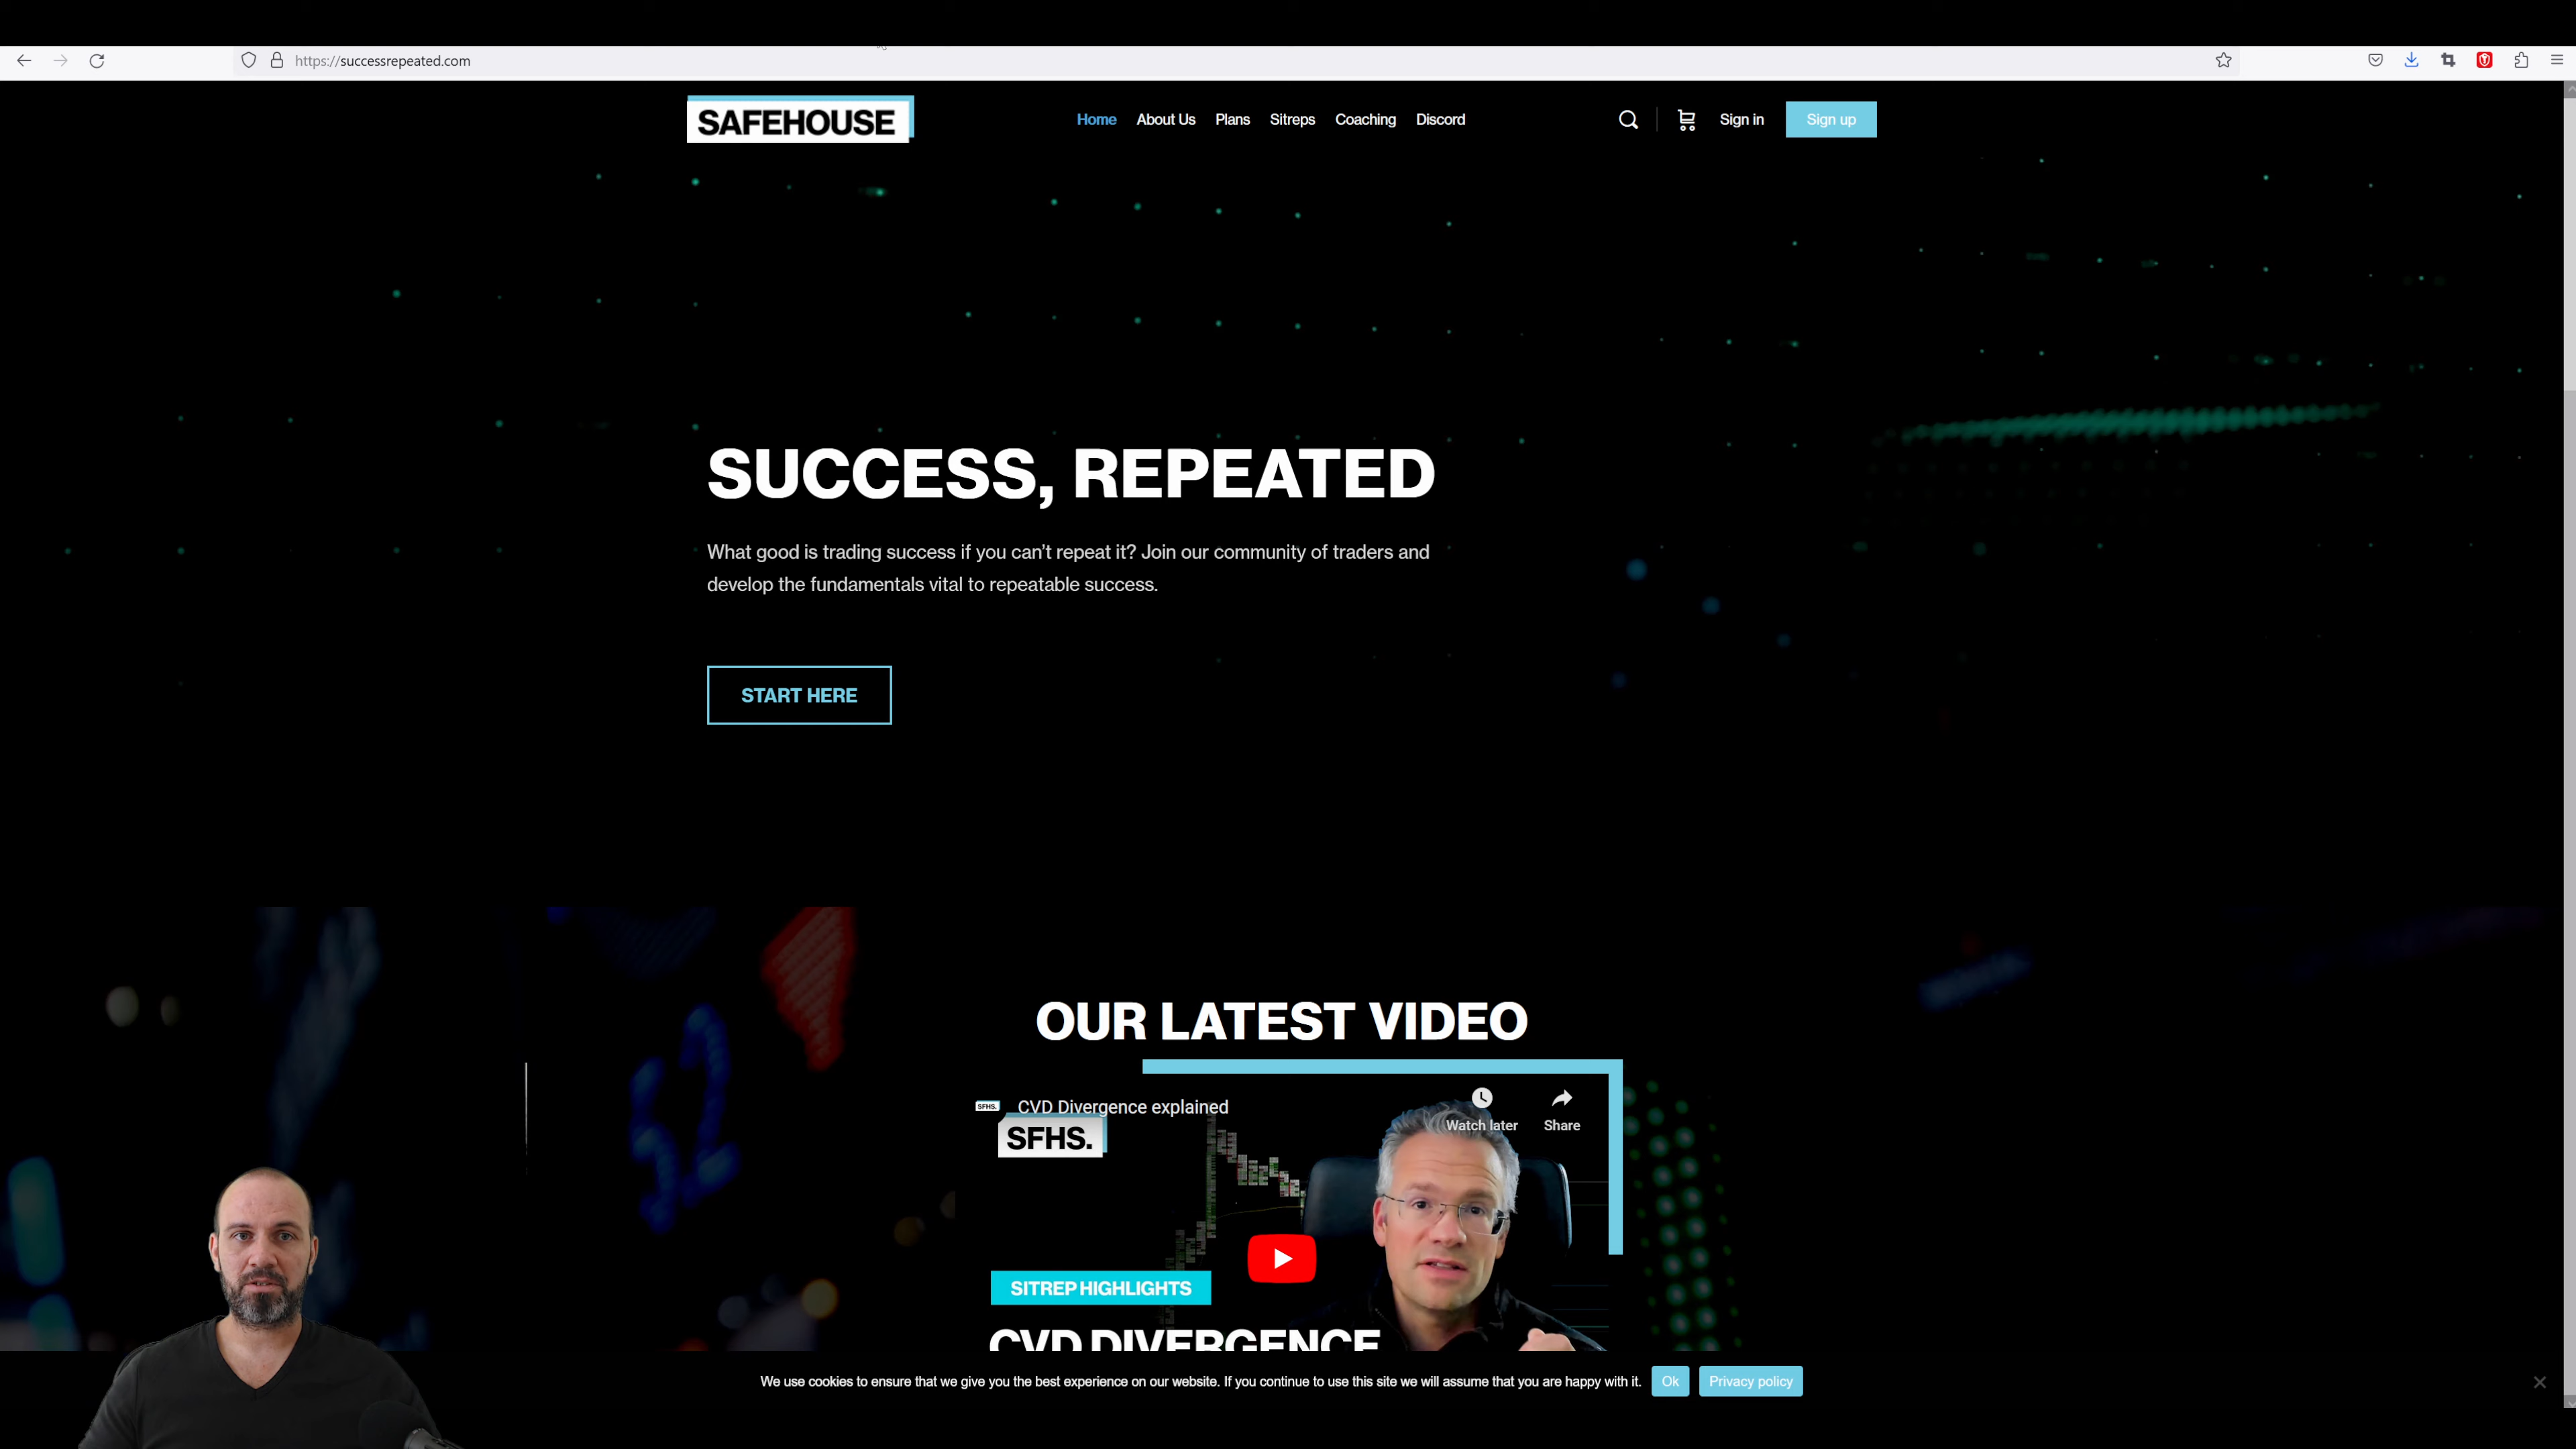 https://successrepeated.com
SAFEHOUSE
Home About Us Plans Sitreps Coaching Discord
Sign in Sign up
SUCCESS, REPEATED
What good is trading success if you can’t repeat it? Join our community of traders and
develop the fundamentals vital to repeatable success.
START HERE
OUR LATEST VIDEO
SFHS. CVD Divergence explained
Watch later Share
SFHS.
SITREP HIGHLIGHTS
CVD DIVERGENCE
We use cookies to ensure that we give you the best experience on our website. If you continue to use this site we will assume that you are happy with it. Ok Privacy policy